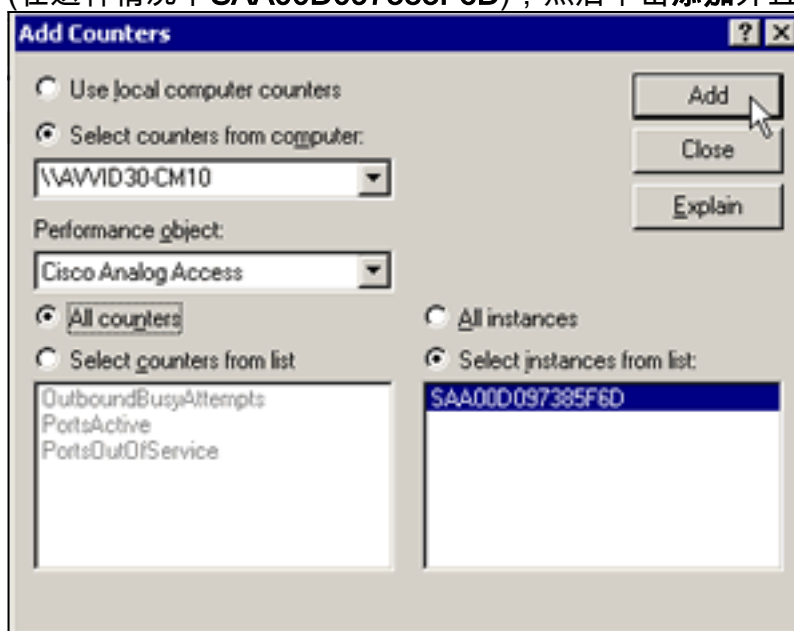 Add Counters
Use local computer counters
Select counters from computer:
\\AVVID30-CM10
Performance object:
Cisco Analog Access
All counters
Select counters from list
OutboundBusyAttempts
PortsActive
PortsOutOfService
Add
Close
Explain
All instances
Select instances from list:
SAA00D097385F6D